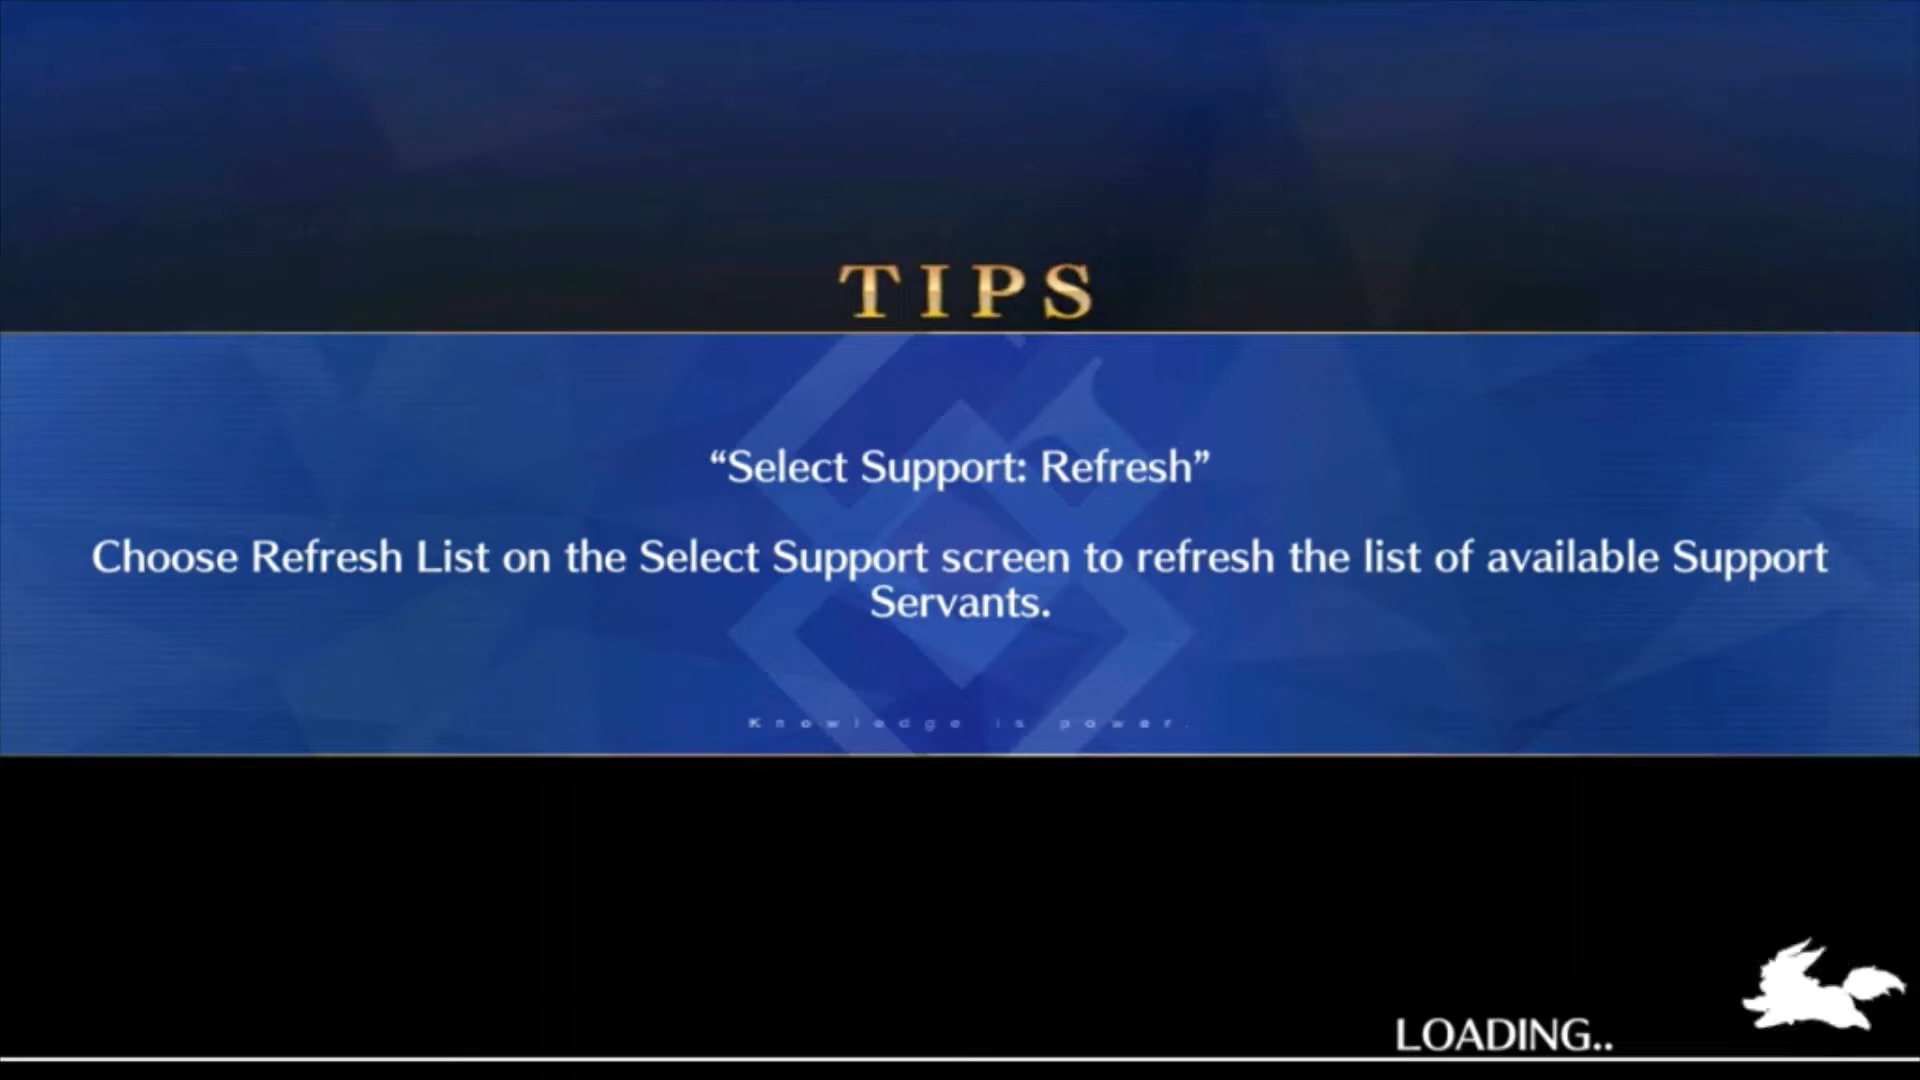 TIPS
“Select Support: Refresh”
Choose Refresh List on the Select Support screen to refresh the list of available Support
Servants.
Knowledge is power.
LOADING..